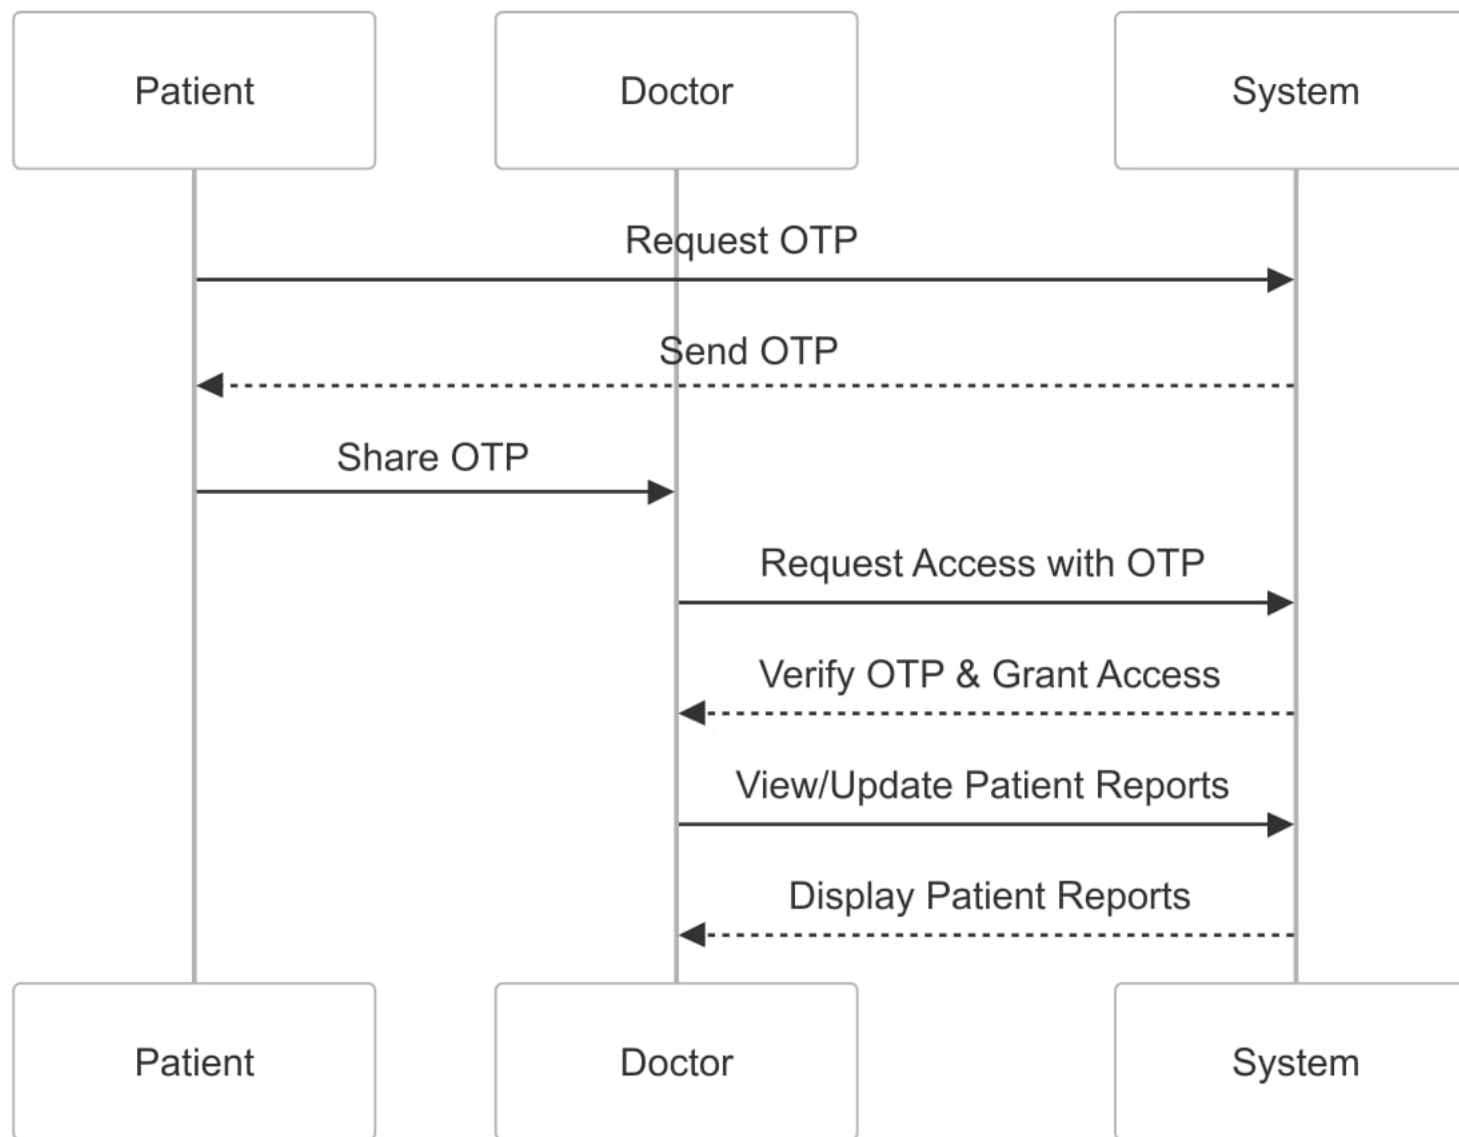 Patient
Doctor
System
Request OTP
Send OTP
Share OTP
Request Access with OTP
Verify OTP & Grant Access
View/Update Patient Reports
Display Patient Reports
Patient
Doctor
System